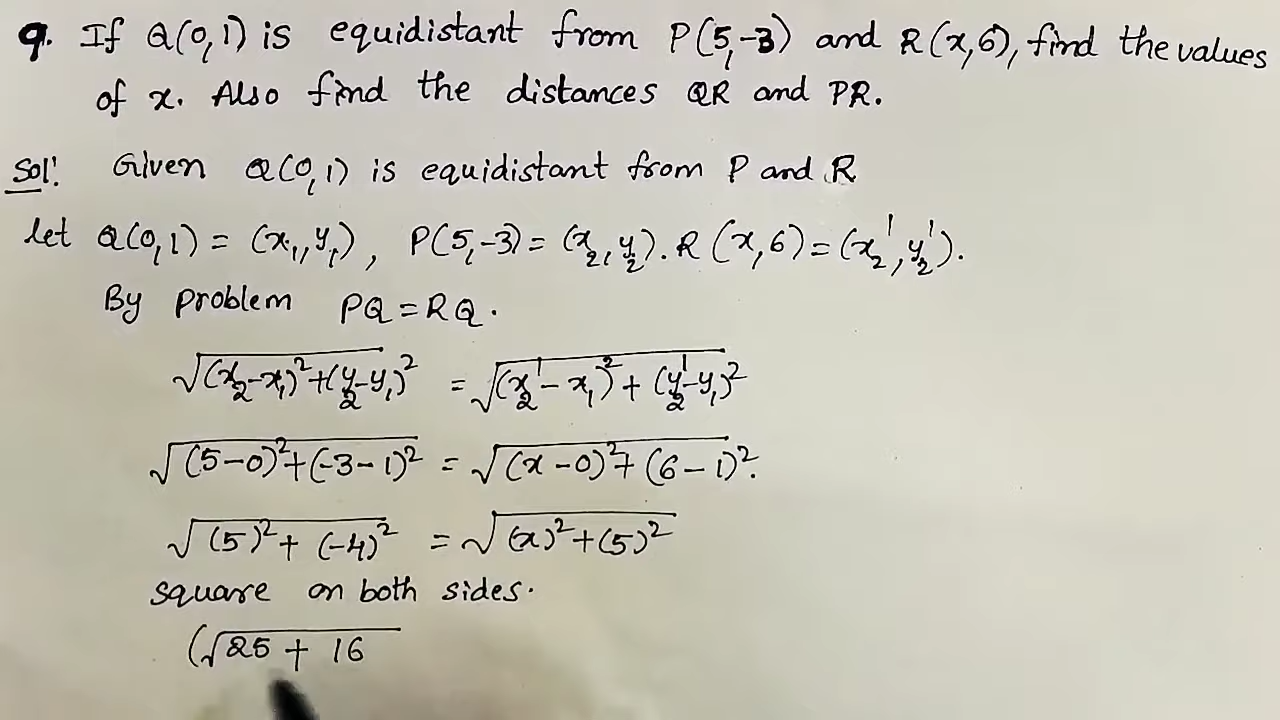 9. If Q(0,1) is equidistant from P(5,-3) and R(x,6), find the values
of x. Also find the distances QR and PR.
Sol: Given Q(0,1) is equidistant from P and R
let Q(0,1) = (x₁,y₁), P(5,-3) = (x₂,y₂). R(x,6) = (x₂',y₂').
By problem PQ = RQ.
√(x₂-x₁)²+(y₂-y₁)² = √(x₂'-x₁)²+(y₂'-y₁)²
√(5-0)²+(-3-1)² = √(x-0)²+(6-1)².
√(5)²+(-4)² = √(x)²+(5)²
square on both sides.
(√25+16